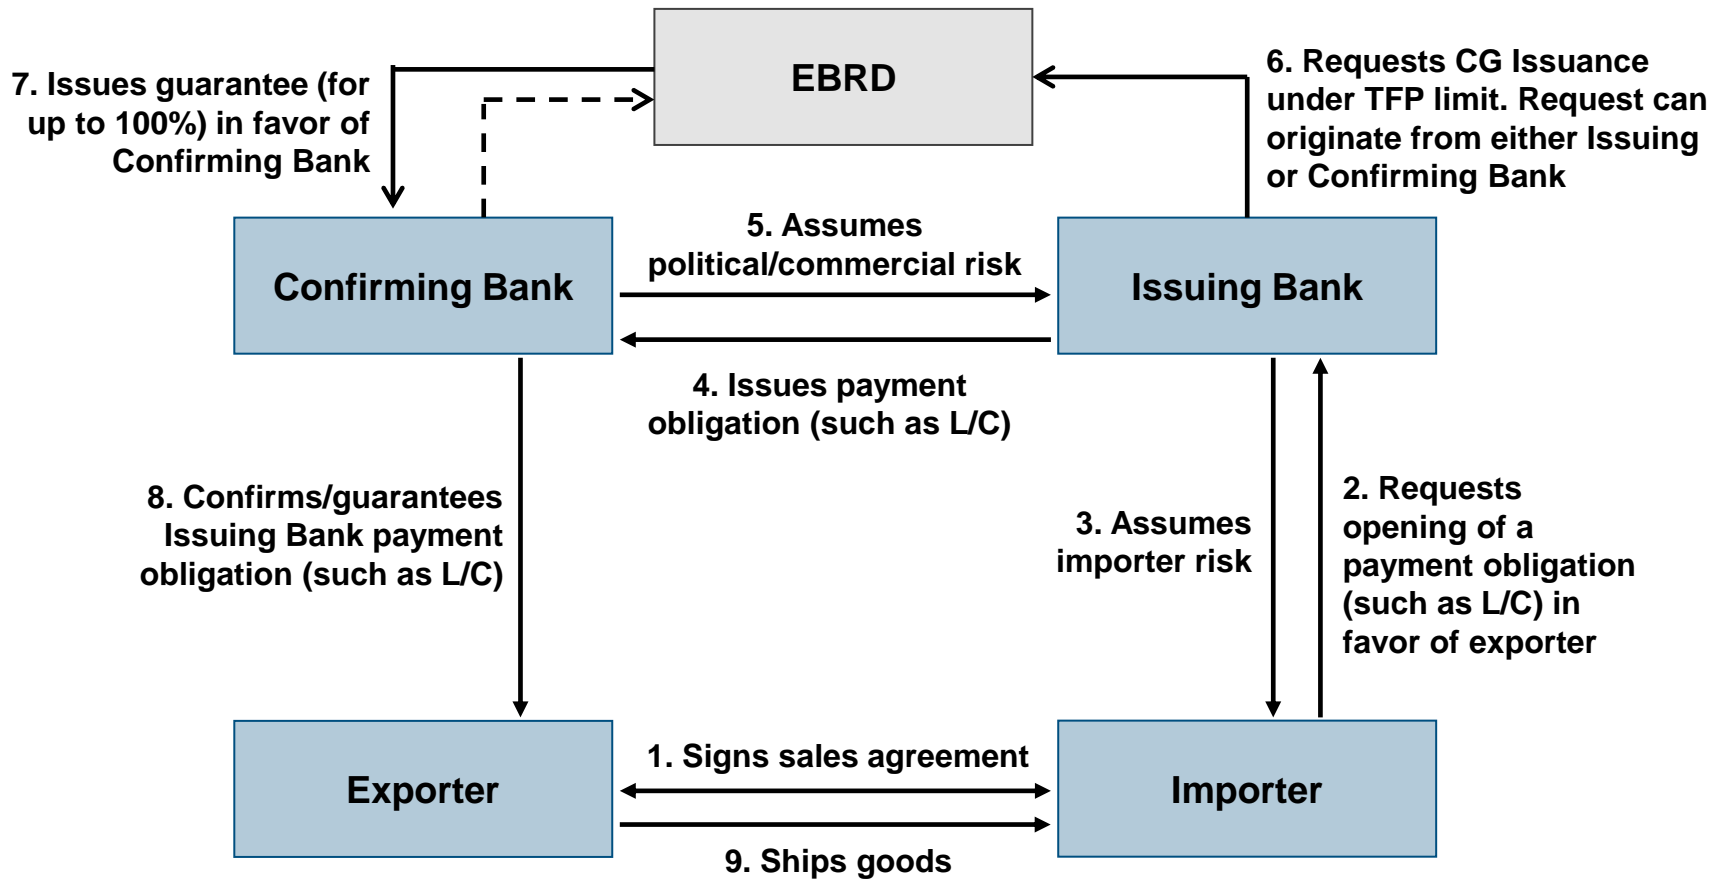 EBRD
7. Issues guarantee (for
up to 100%) in favor of
Confirming Bank
6. Requests CG Issuance
under TFP limit. Request can
originate from either Issuing
or Confirming Bank
5. Assumes
political/commercial risk
Confirming Bank
Issuing Bank
4. Issues payment
obligation (such as L/C)
8. Confirms/guarantees
Issuing Bank payment
obligation (such as L/C)
3. Assumes
importer risk
2. Requests
opening of a
payment obligation
(such as L/C) in
favor of exporter
1. Signs sales agreement
Exporter
Importer
9. Ships goods